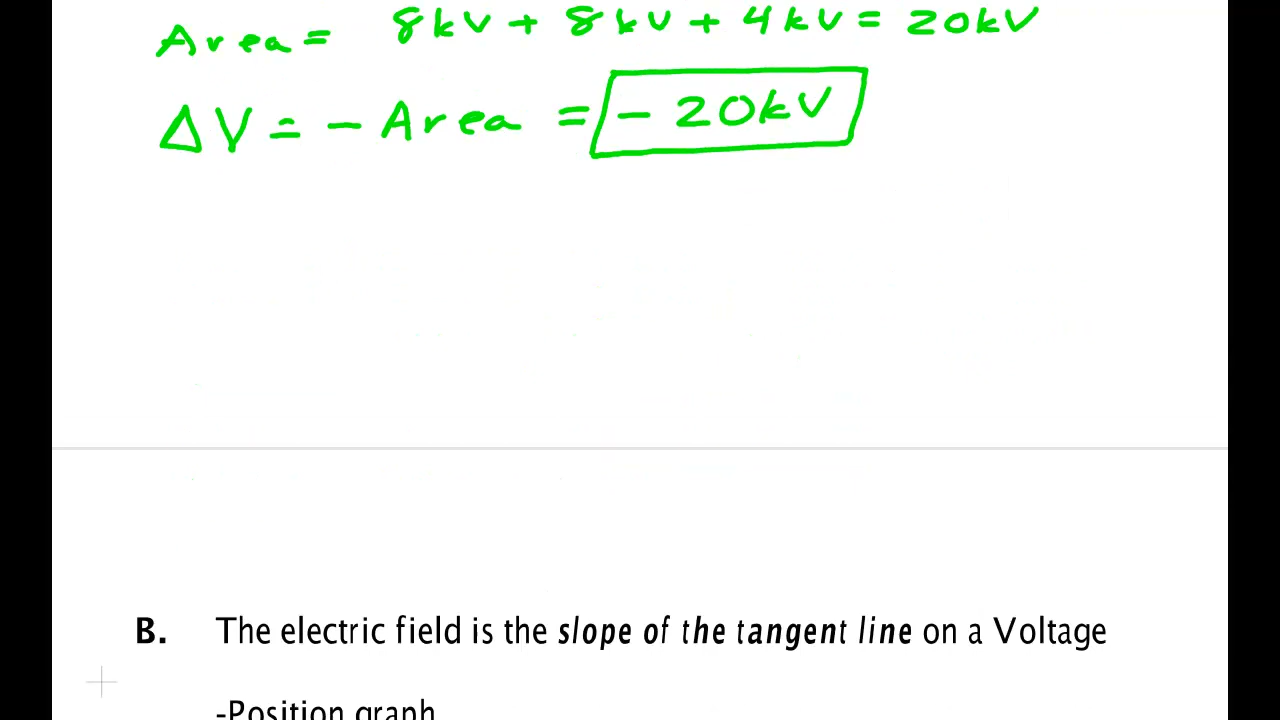 Area = 8kV + 8kV + 4kV = 20kV
ΔV = - Area = - 20kV
B. The electric field is the slope of the tangent line on a Voltage
-Position graph